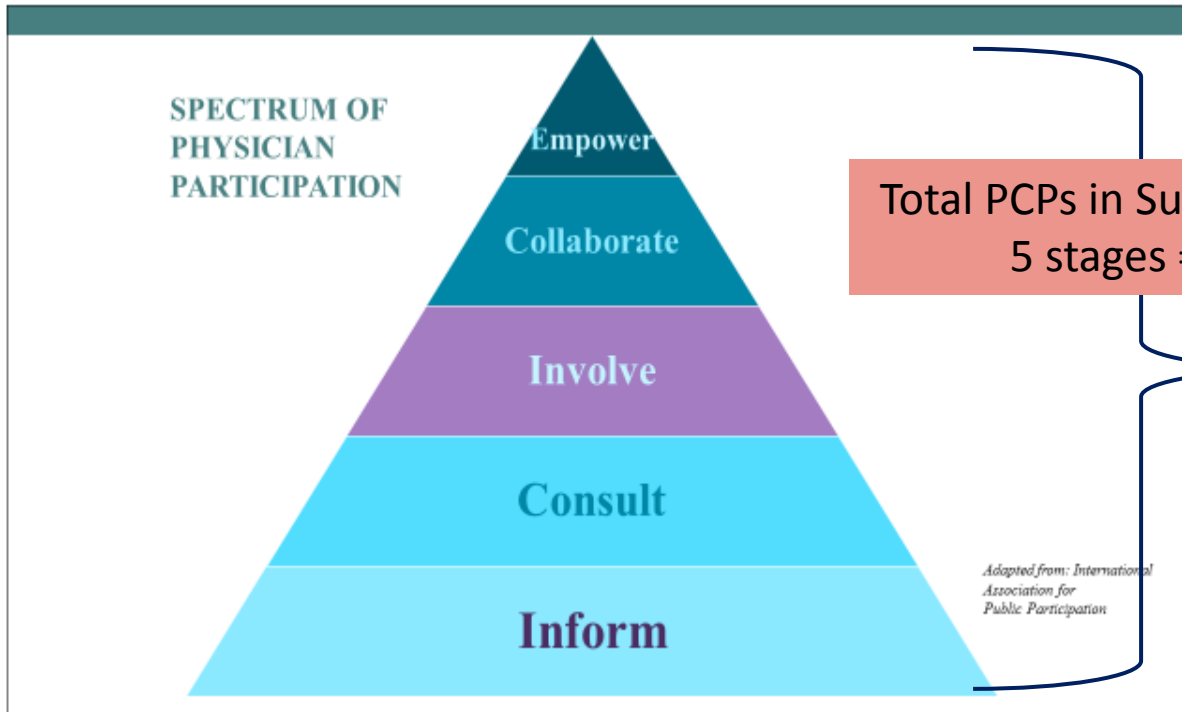 SPECTRUM OF
PHYSICIAN
PARTICIPATION
Empower
Collaborate
Involve
Consult
Inform
Total PCPs in Su
5 stages
Adapted from: International
Association for
Public Participation